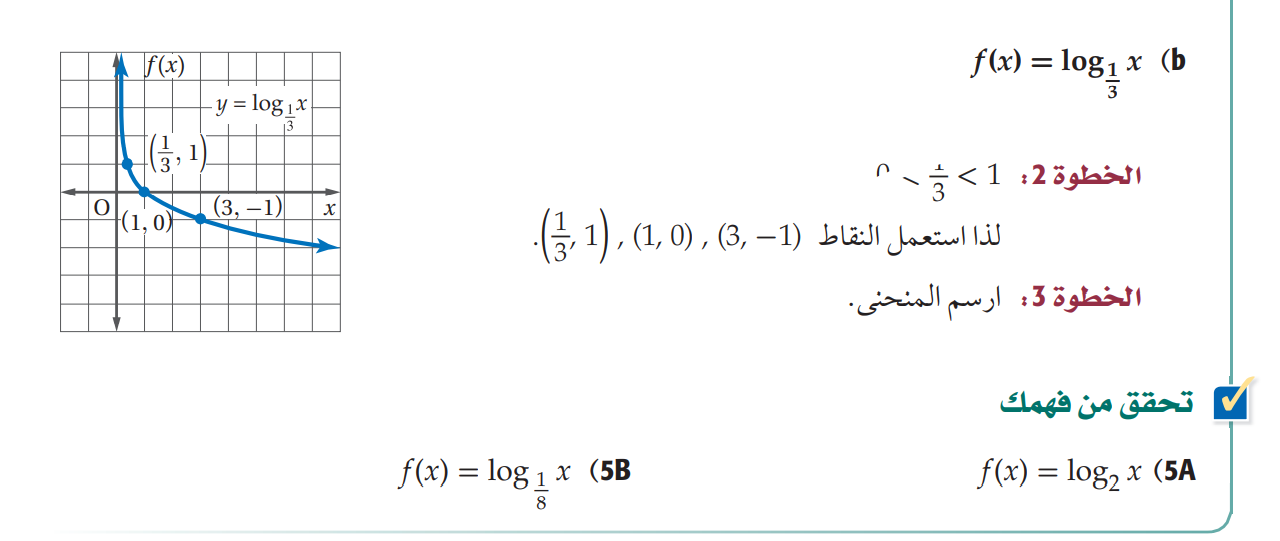 b) f(x) = log_{1/3} x
f(x)
y = log_{1/3} x
(1/3, 1)
O
(1, 0)
(3, −1)
x
الخطوة 2: 1/3 < 1
لذا استعمل النقاط (1/3, 1) , (1, 0) , (3, −1).
الخطوة 3: ارسم المنحنى.
تحقق من فهمك
5A) f(x) = log_2 x
5B) f(x) = log_{1/8} x